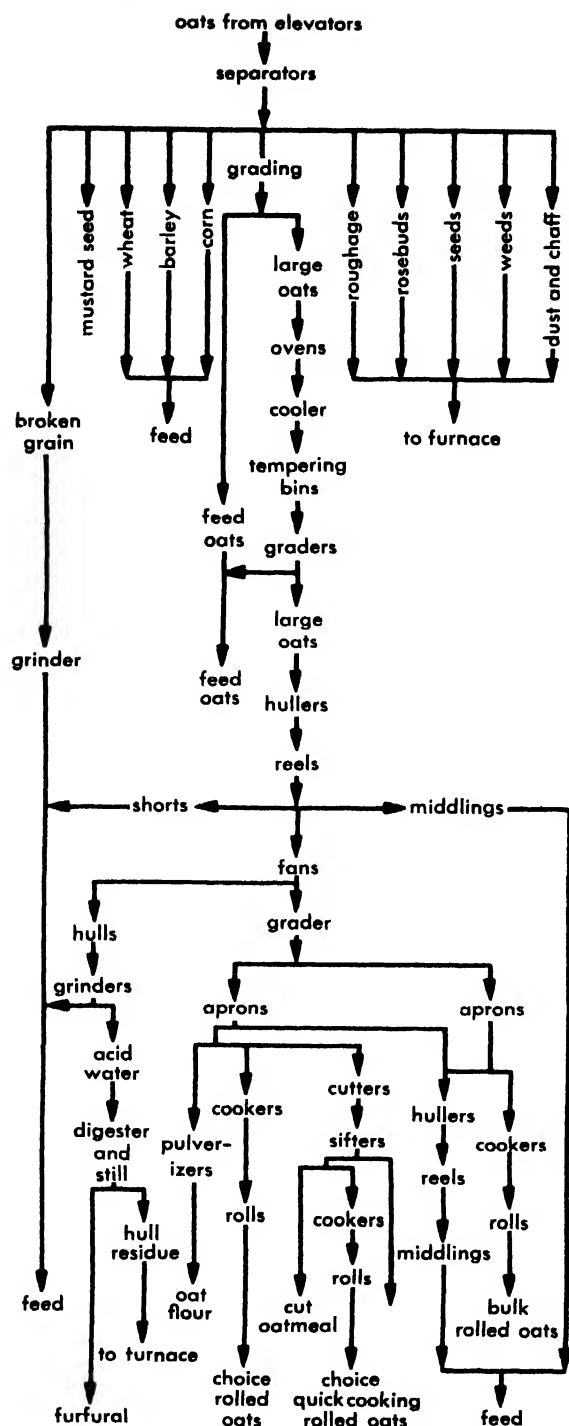 oats from elevators
separators
grading
mustard seed
wheat
barley
corn
roughage
rosebuds
seeds
weeds
dust and chaff
large
oats
ovens
cooler
tempering
bins
graders
broken
grain
feed
to furnace
feed
oats
large
oats
feed
oats
grinder
hullers
reels
shorts
middlings
fans
hulls
grader
grinders
aprons
aprons
acid
water
cutters
cookers
hullers
digester
and
still
pulver-
izers
sifters
cookers
reels
hull
residue
rolls
cookers
rolls
middlings
rolls
feed
oat
flour
cut
oatmeal
bulk
rolled oats
to turnace
choice
rolled
oats
choice
quick cooking
rolled oats
furfural
feed